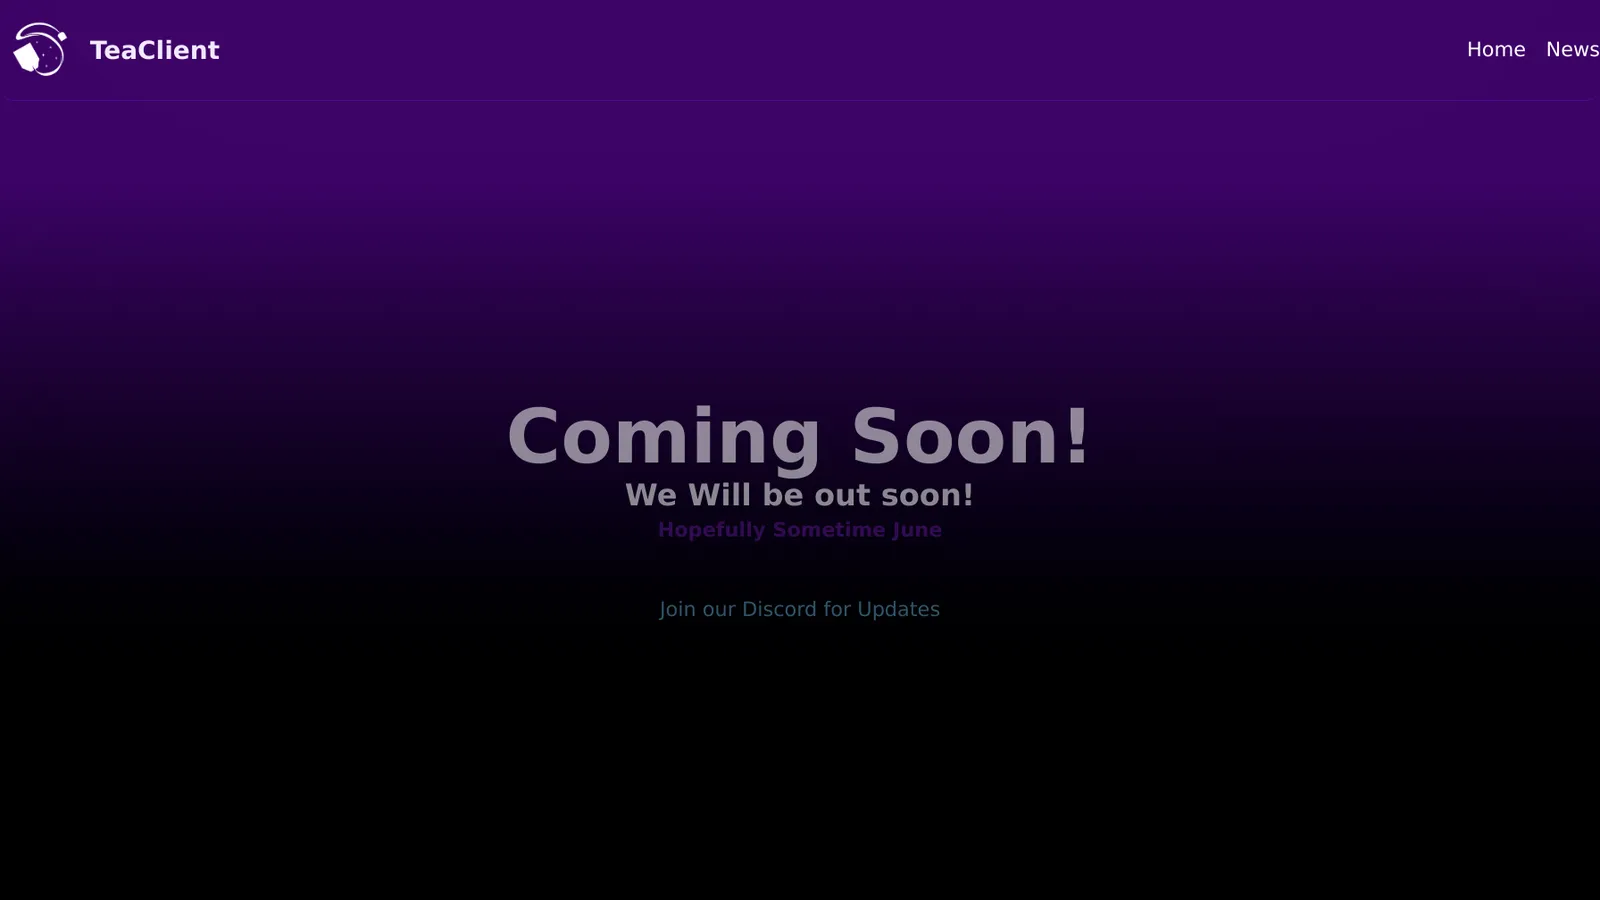 TeaClient
Home News
Coming Soon!
We Will be out soon!
Hopefully Sometime June
Join our Discord for Updates